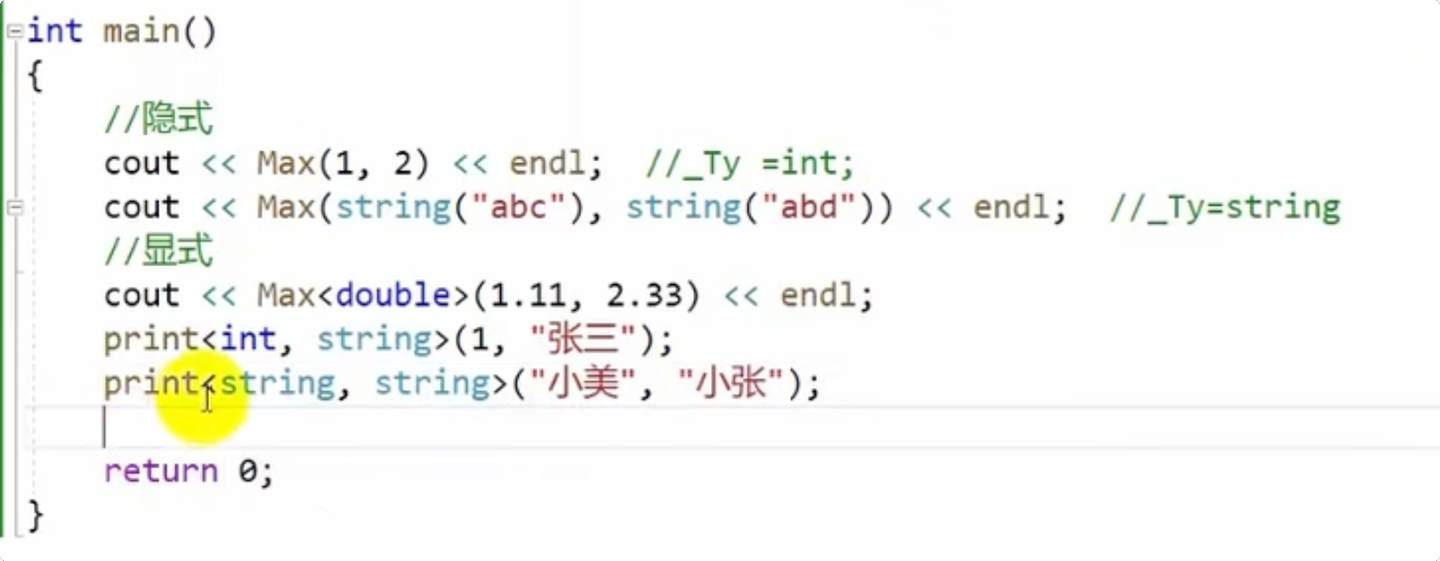 int main()
{
//隐式
cout << Max(1, 2) << endl;  //_Ty =int;
cout << Max(string("abc"), string("abd")) << endl;  //_Ty=string
//显式
cout << Max<double>(1.11, 2.33) << endl;
print<int, string>(1, "张三");
print<string, string>("小美", "小张");
return 0;
}